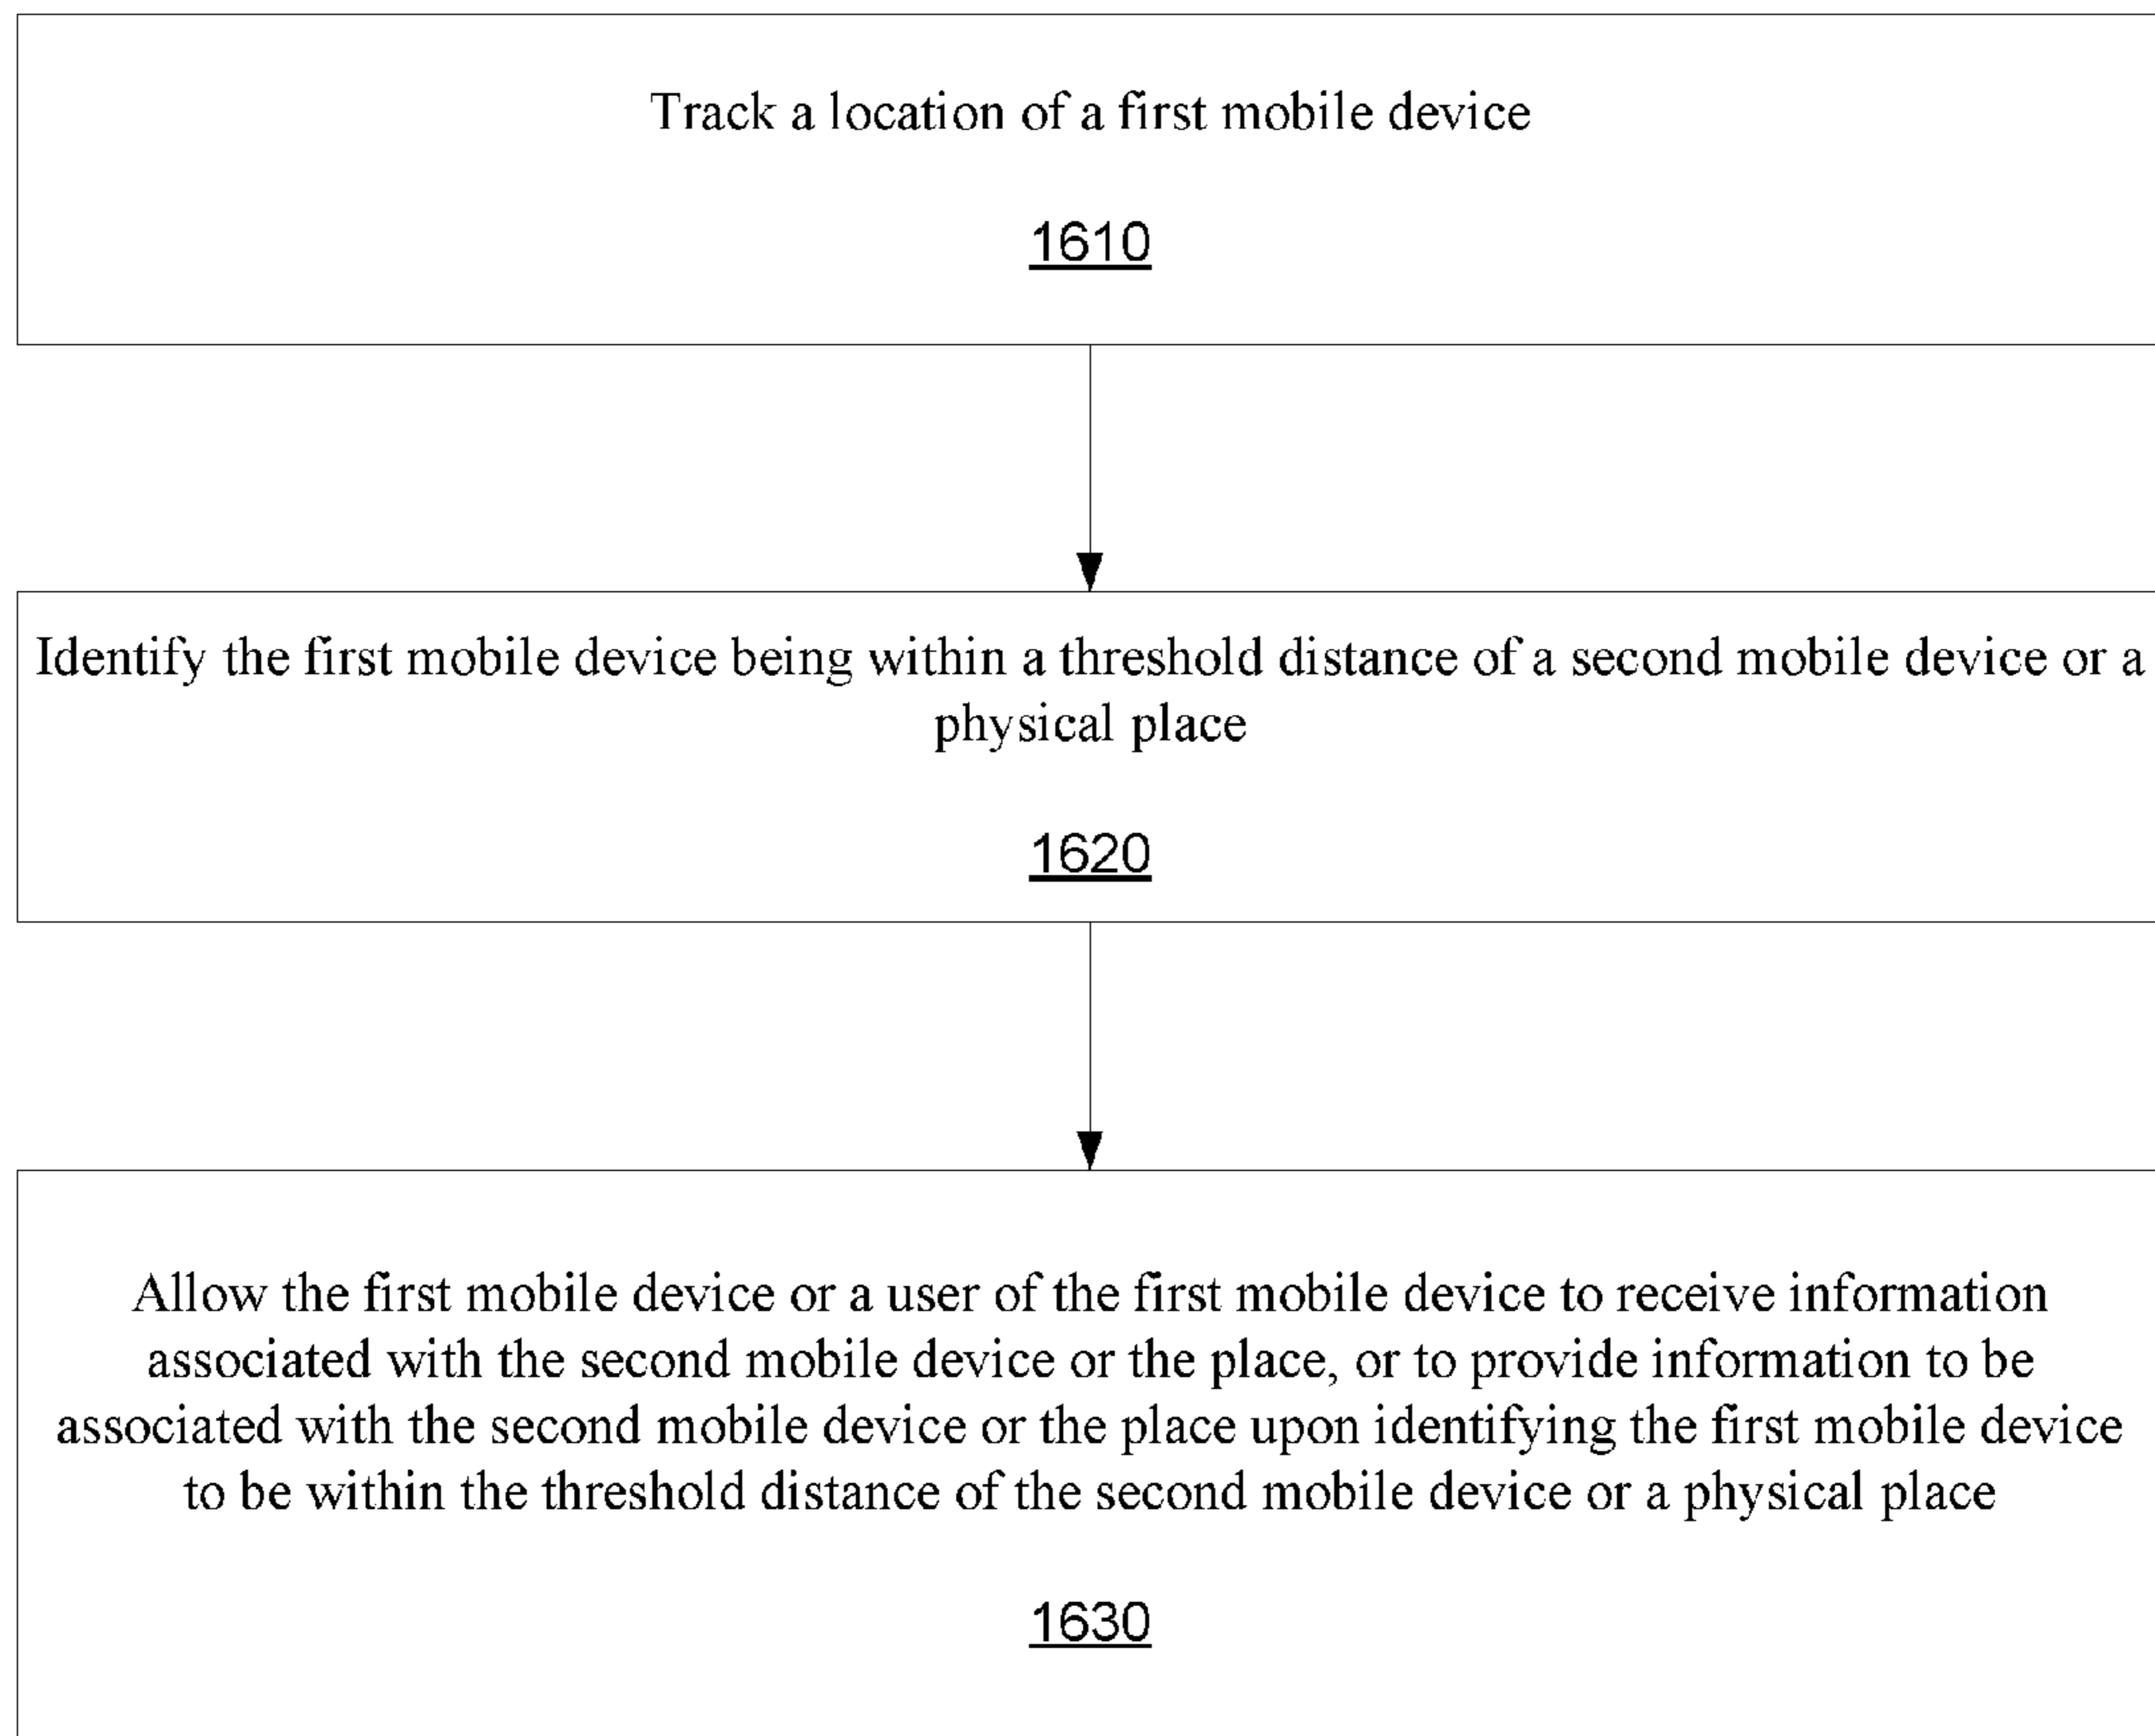 Track a location of a first mobile device
1610
Identify the first mobile device being within a threshold distance of a second mobile device or a
physical place
1620
Allow the first mobile device or a user of the first mobile device to receive information
associated with the second mobile device or the place, or to provide information to be
associated with the second mobile device or the place upon identifying the first mobile device
to be within the threshold distance of the second mobile device or a physical place
1630